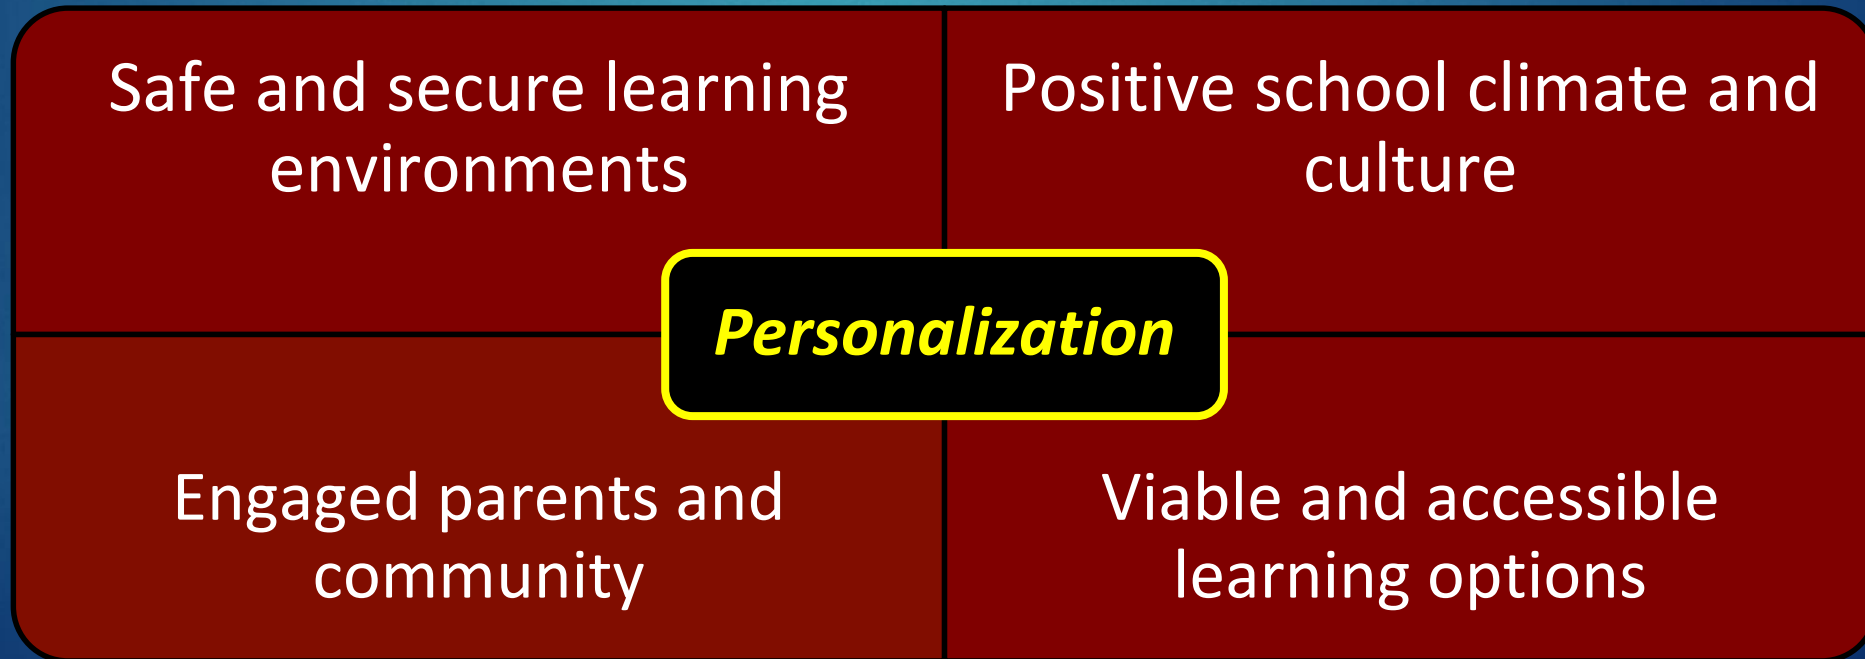 Safe and secure learning
environments
Positive school climate and
culture
Personalization
Engaged parents and
community
Viable and accessible
learning options